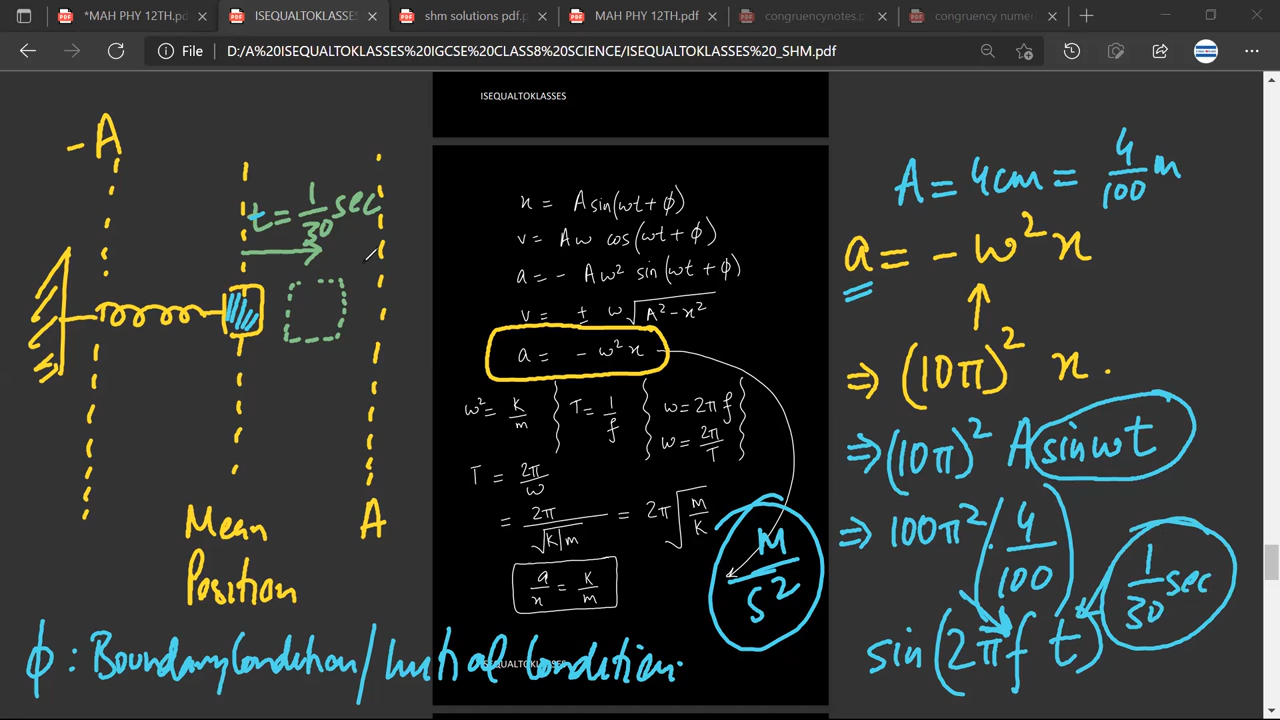 *MAH PHY 12TH.pdf
ISEQUALTOKLASSES
shm solutions pdf.
MAH PHY 12TH.pdf
congruencynotes.p
congruency nume
File
D:/A%20ISEQUALTOKLASSES%20IGCSE%20CLASS8%20SCIENCE/ISEQUALTOKLASSES%20_SHM.pdf
-A
t = 1/30 sec
A
Mean
Position
ISEQUALTOKLASSES
x = A sin(ωt + ϕ)
v = Aω cos(ωt + ϕ)
a = - Aω² sin(ωt + ϕ)
v = ± ω√(A² - x²)
a = - ω² x
ω² = K/m
T = 1/f
ω = 2πf
ω = 2π/T
T = 2π/ω
= 2π/√(K/m) = 2π √(m/K)
a/x = K/m
M/S²
A = 4cm = 4/100 m
a = - ω² x
⇒ (10π)² x.
⇒ (10π)² A sin ωt
⇒ 100π² . (4/100)
sin(2πf t)
1/30 sec
ϕ : Boundary Condition / Initial Condition.
ISEQUALTOKLASSES